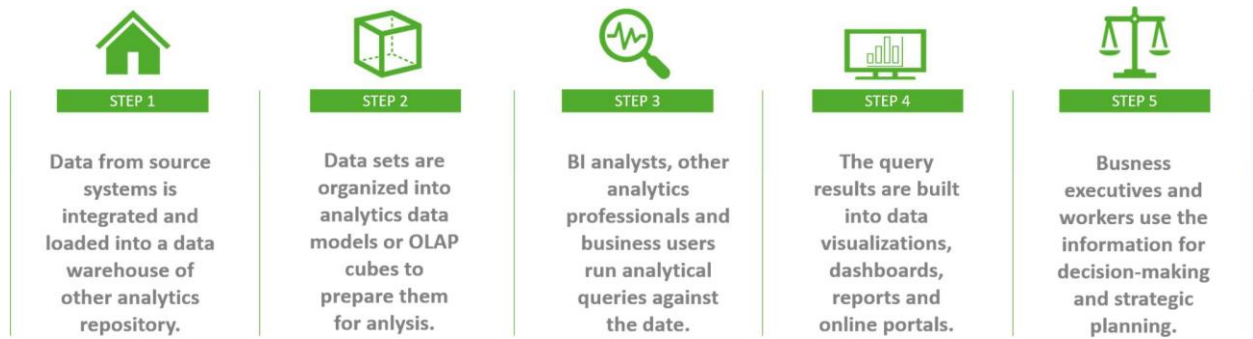 STEP 1
Data from source
systems is
integrated and
loaded into a data
warehouse of
other analytics
repository.
STEP 2
Data sets are
organized into
analytics data
models or OLAP
cubes to
prepare them
for anlysis.
STEP 3
BI analysts, other
analytics
professionals and
business users
run analytical
queries against
the date.
STEP 4
The query
results are built
into data
visualizations,
dashboards,
reports and
online portals.
STEP 5
Busness
executives and
workers use the
information for
decision-making
and strategic
planning.